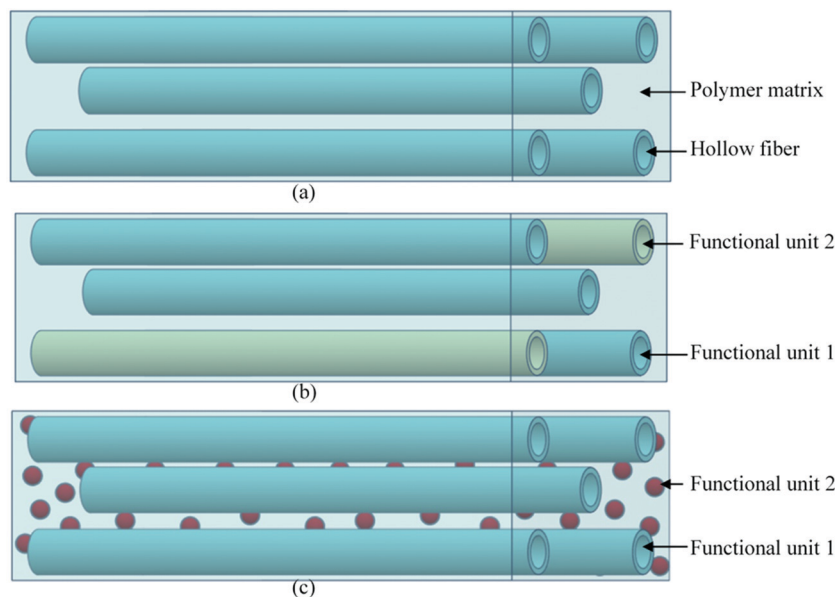 Polymer matrix
Hollow fiber
(a)
Functional unit 2
Functional unit 1
(b)
Functional unit 2
Functional unit 1
(c)